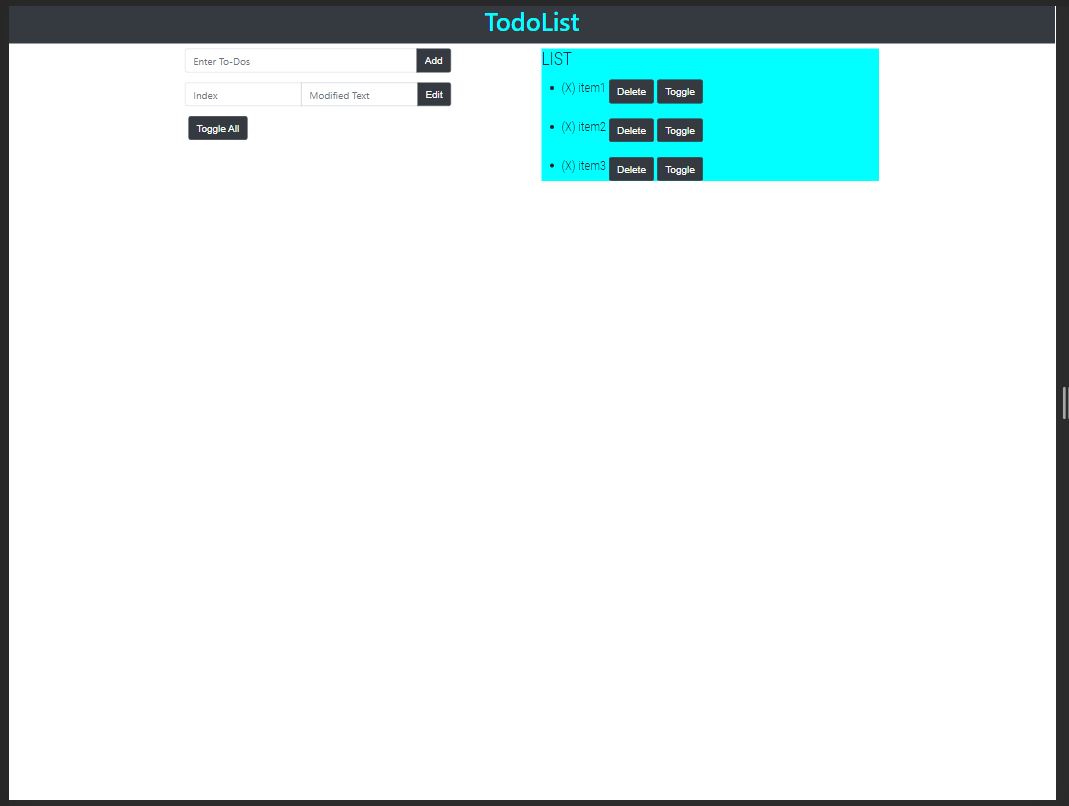 TodoList
Enter To-Dos Add
Index Modified Text Edit
Toggle All
LIST
(X) item1 Delete Toggle
(X) item2 Delete Toggle
(X) item3 Delete Toggle